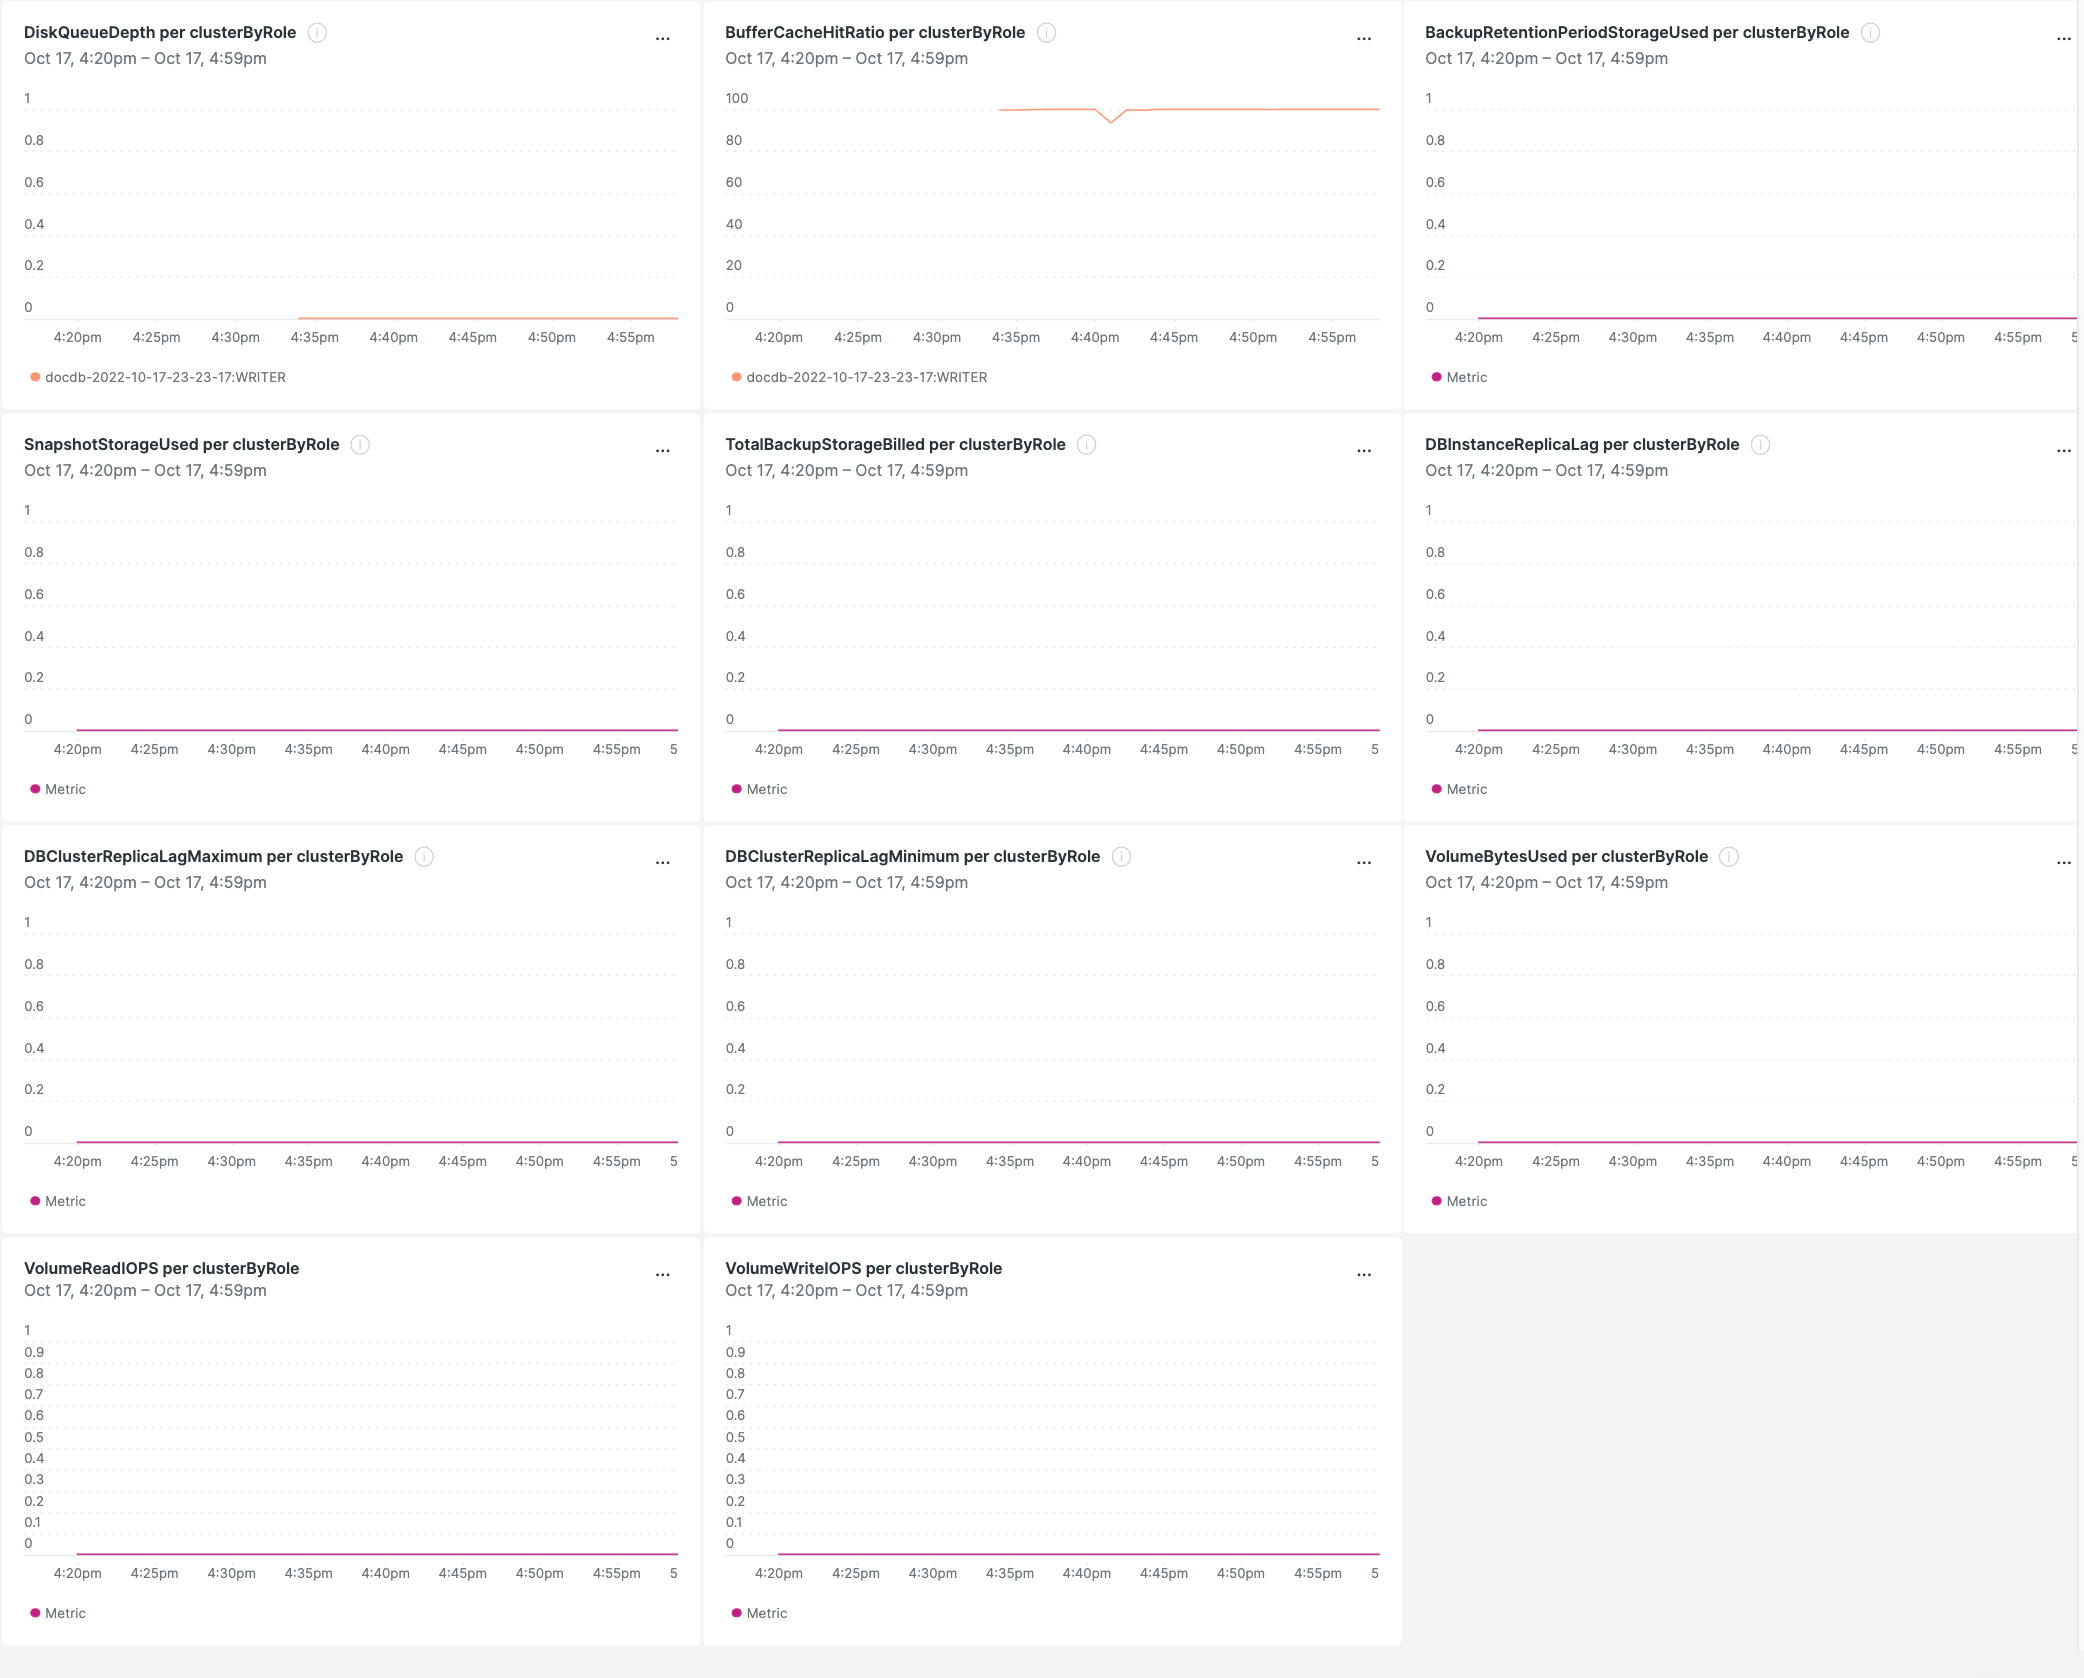 DiskQueueDepth per clusterByRole
Oct 17, 4:20pm – Oct 17, 4:59pm
1
0.8
0.6
0.4
0.2
0
4:20pm 4:25pm 4:30pm 4:35pm 4:40pm 4:45pm 4:50pm 4:55pm
docdb-2022-10-17-23-23-17:WRITER
BufferCacheHitRatio per clusterByRole
Oct 17, 4:20pm – Oct 17, 4:59pm
100
80
60
40
20
0
4:20pm 4:25pm 4:30pm 4:35pm 4:40pm 4:45pm 4:50pm 4:55pm
docdb-2022-10-17-23-23-17:WRITER
BackupRetentionPeriodStorageUsed per clusterByRole
Oct 17, 4:20pm – Oct 17, 4:59pm
1
0.8
0.6
0.4
0.2
0
4:20pm 4:25pm 4:30pm 4:35pm 4:40pm 4:45pm 4:50pm 4:55pm 5
Metric
SnapshotStorageUsed per clusterByRole
Oct 17, 4:20pm – Oct 17, 4:59pm
1
0.8
0.6
0.4
0.2
0
4:20pm 4:25pm 4:30pm 4:35pm 4:40pm 4:45pm 4:50pm 4:55pm 5
Metric
TotalBackupStorageBilled per clusterByRole
Oct 17, 4:20pm – Oct 17, 4:59pm
1
0.8
0.6
0.4
0.2
0
4:20pm 4:25pm 4:30pm 4:35pm 4:40pm 4:45pm 4:50pm 4:55pm 5
Metric
DBInstanceReplicaLag per clusterByRole
Oct 17, 4:20pm – Oct 17, 4:59pm
1
0.8
0.6
0.4
0.2
0
4:20pm 4:25pm 4:30pm 4:35pm 4:40pm 4:45pm 4:50pm 4:55pm 5
Metric
DBClusterReplicaLagMaximum per clusterByRole
Oct 17, 4:20pm – Oct 17, 4:59pm
1
0.8
0.6
0.4
0.2
0
4:20pm 4:25pm 4:30pm 4:35pm 4:40pm 4:45pm 4:50pm 4:55pm 5
Metric
DBClusterReplicaLagMinimum per clusterByRole
Oct 17, 4:20pm – Oct 17, 4:59pm
1
0.8
0.6
0.4
0.2
0
4:20pm 4:25pm 4:30pm 4:35pm 4:40pm 4:45pm 4:50pm 4:55pm 5
Metric
VolumeBytesUsed per clusterByRole
Oct 17, 4:20pm – Oct 17, 4:59pm
1
0.8
0.6
0.4
0.2
0
4:20pm 4:25pm 4:30pm 4:35pm 4:40pm 4:45pm 4:50pm 4:55pm 5
Metric
VolumeReadIOPS per clusterByRole
Oct 17, 4:20pm – Oct 17, 4:59pm
1
0.9
0.8
0.7
0.6
0.5
0.4
0.3
0.2
0.1
0
4:20pm 4:25pm 4:30pm 4:35pm 4:40pm 4:45pm 4:50pm 4:55pm 5
Metric
VolumeWriteIOPS per clusterByRole
Oct 17, 4:20pm – Oct 17, 4:59pm
1
0.9
0.8
0.7
0.6
0.5
0.4
0.3
0.2
0.1
0
4:20pm 4:25pm 4:30pm 4:35pm 4:40pm 4:45pm 4:50pm 4:55pm 5
Metric